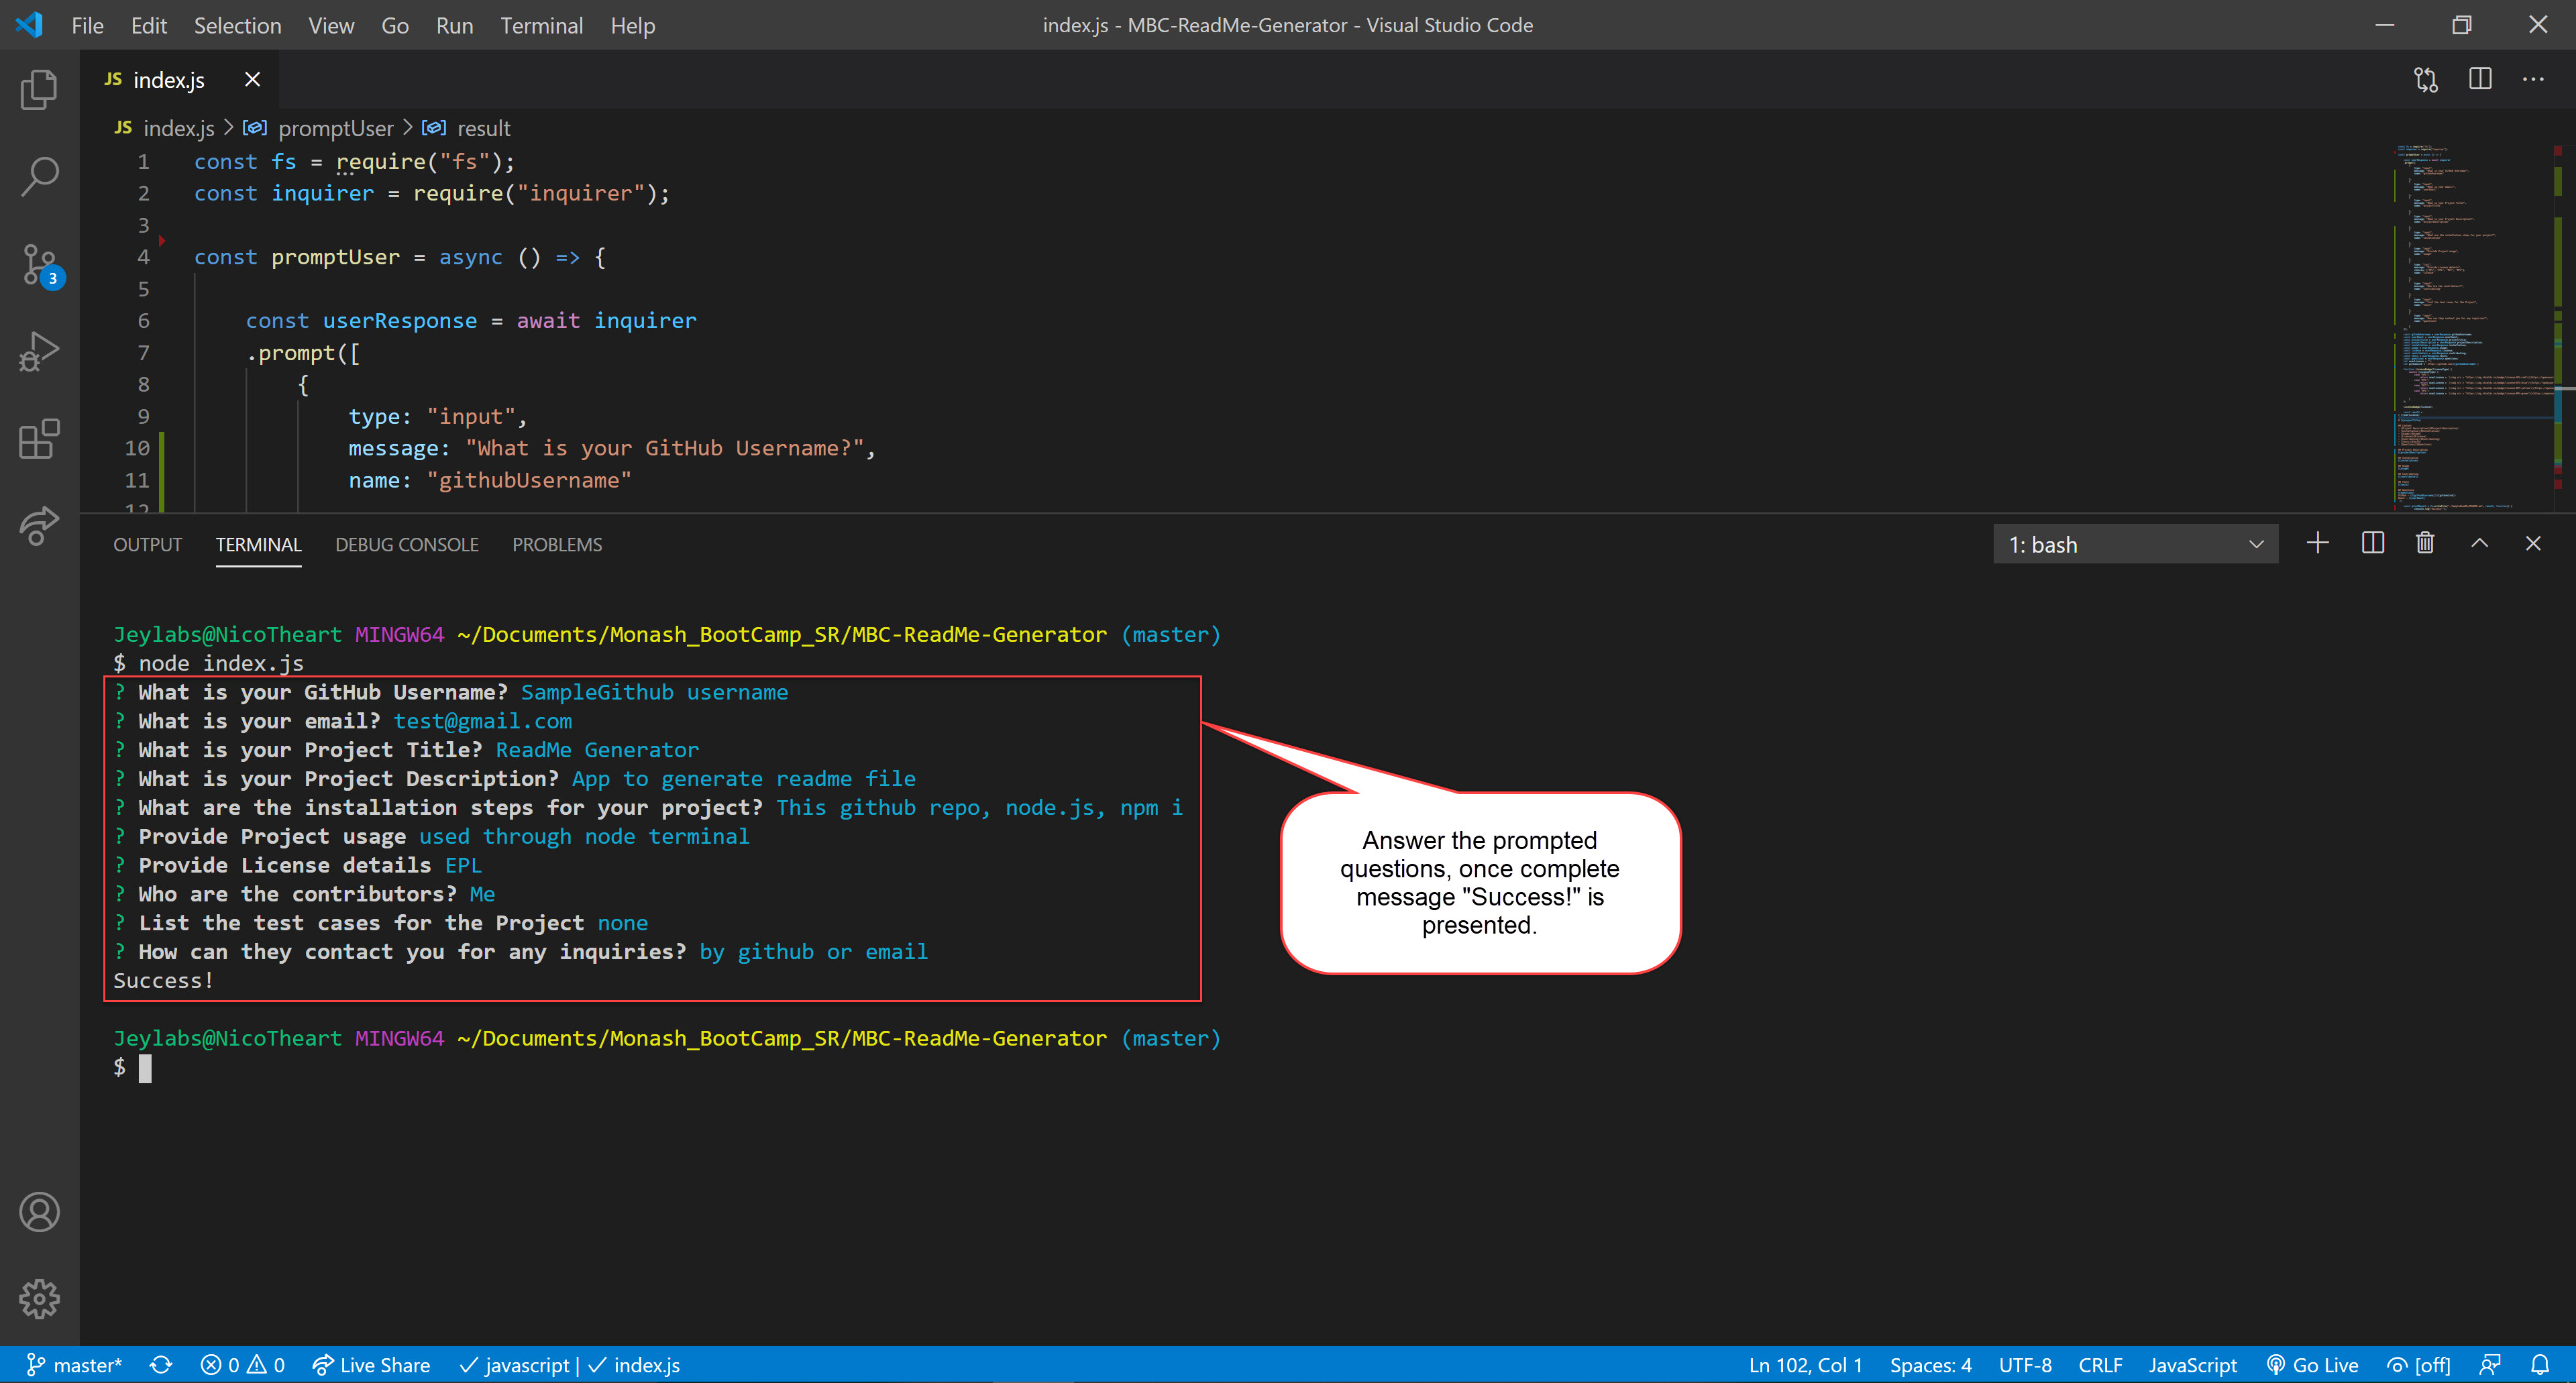 File Edit Selection View Go Run Terminal Help
index.js - MBC-ReadMe-Generator - Visual Studio Code
JS index.js
JS index.js > promptUser > result
1 const fs = require("fs");
2 const inquirer = require("inquirer");
3
4 const promptUser = async () => {
5
6 const userResponse = await inquirer
7 .prompt([
8 {
9 type: "input",
10 message: "What is your GitHub Username?",
11 name: "githubUsername"
12
3
OUTPUT TERMINAL DEBUG CONSOLE PROBLEMS
1: bash
Jeylabs@NicoTheart MINGW64 ~/Documents/Monash_BootCamp_SR/MBC-ReadMe-Generator (master)
$ node index.js
? What is your GitHub Username? SampleGithub username
? What is your email? test@gmail.com
? What is your Project Title? ReadMe Generator
? What is your Project Description? App to generate readme file
? What are the installation steps for your project? This github repo, node.js, npm i
? Provide Project usage used through node terminal
? Provide License details EPL
? Who are the contributors? Me
? List the test cases for the Project none
? How can they contact you for any inquiries? by github or email
Success!
Answer the prompted
questions, once complete
message "Success!" is
presented.
Jeylabs@NicoTheart MINGW64 ~/Documents/Monash_BootCamp_SR/MBC-ReadMe-Generator (master)
$
master* 0 0 Live Share javascript | index.js
Ln 102, Col 1 Spaces: 4 UTF-8 CRLF JavaScript Go Live [off]